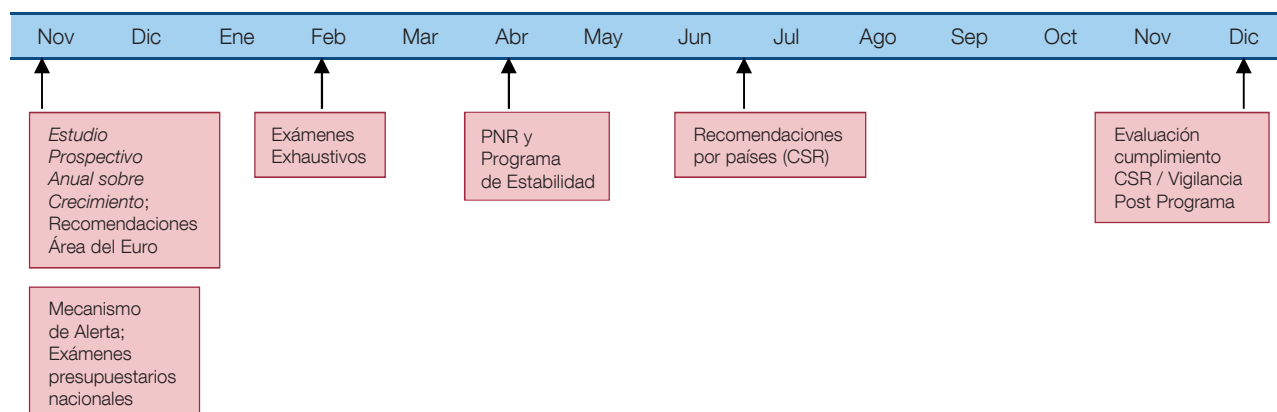 Nov Dic Ene Feb Mar Abr May Jun Jul Ago Sep Oct Nov Dic
Estudio
Prospectivo
Anual sobre
Crecimiento;
Recomendaciones
Área del Euro
Exámenes
Exhaustivos
PNR y
Programa
de Estabilidad
Recomendaciones
por países (CSR)
Evaluación
cumplimiento
CSR / Vigilancia
Post Programa
Mecanismo
de Alerta;
Exámenes
presupuestarios
nacionales